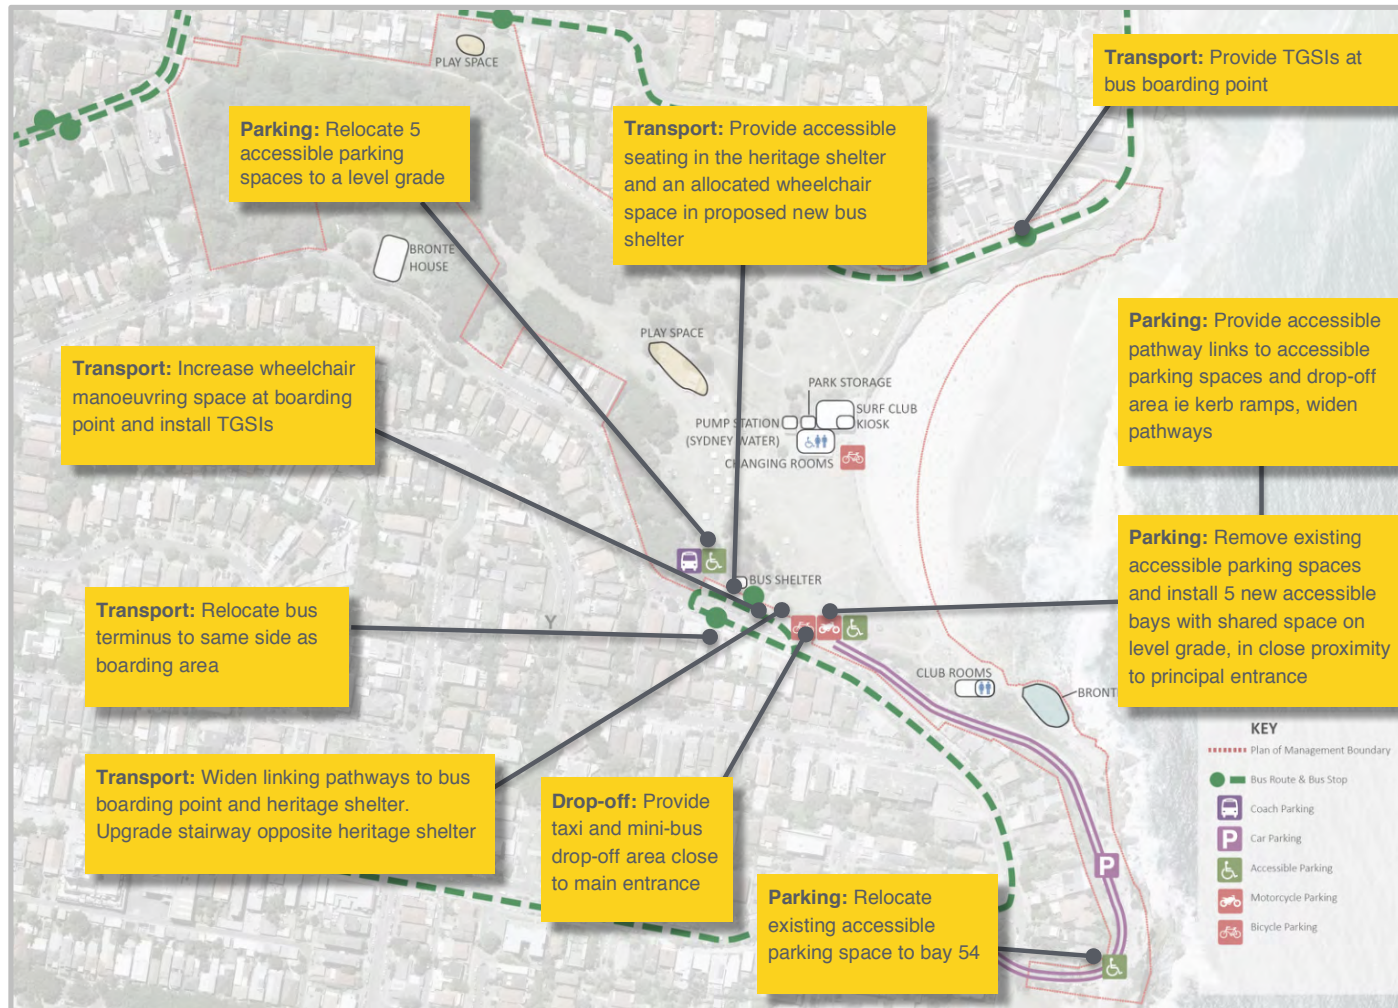 PLAY SPACE
Transport: Provide TGSIs at
bus boarding point
Parking: Relocate 5
accessible parking
spaces to a level grade
Transport: Provide accessible
seating in the heritage shelter
and an allocated wheelchair
space in proposed new bus
shelter
BRONTE
HOUSE
Parking: Provide accessible
pathway links to accessible
parking spaces and drop-off
area ie kerb ramps, widen
pathways
PLAY SPACE
Transport: Increase wheelchair
manoeuvring space at boarding
point and install TGSIs
PARK STORAGE
SURF CLUB
KIOSK
PUMP STATION
(SYDNEY WATER)
CHANGING ROOMS
Parking: Remove existing
accessible parking spaces
and install 5 new accessible
bays with shared space on
level grade, in close proximity
to principal entrance
BUS SHELTER
Transport: Relocate bus
terminus to same side as
boarding area
Y
CLUB ROOMS
BRONT
Transport: Widen linking pathways to bus
boarding point and heritage shelter.
Upgrade stairway opposite heritage shelter
Drop-off: Provide
taxi and mini-bus
drop-off area close
to main entrance
Parking: Relocate
existing accessible
parking space to bay 54
P
KEY
Plan of Management Boundary
Bus Route & Bus Stop
Coach Parking
P Car Parking
Accessible Parking
Motorcycle Parking
Bicycle Parking